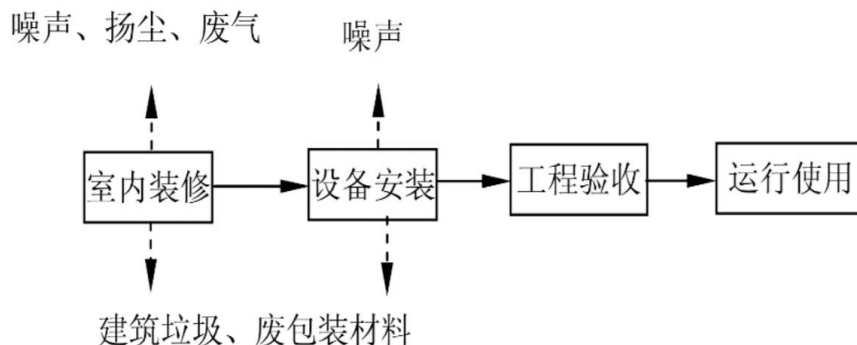 噪声、扬尘、废气
噪声
室内装修
设备安装
工程验收
运行使用
建筑垃圾、废包装材料